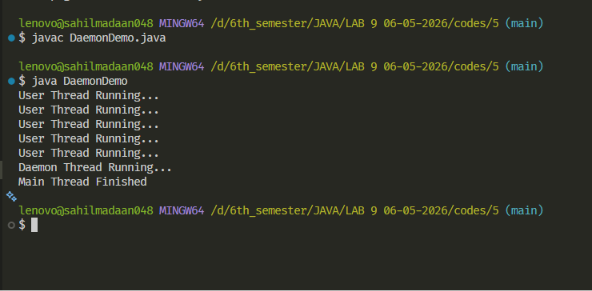 lenovo@sahilmadaan048 MINGW64 /d/6th_semester/JAVA/LAB 9 06-05-2026/codes/5 (main)
$ javac DaemonDemo.java
lenovo@sahilmadaan048 MINGW64 /d/6th_semester/JAVA/LAB 9 06-05-2026/codes/5 (main)
$ java DaemonDemo
User Thread Running...
User Thread Running...
User Thread Running...
User Thread Running...
User Thread Running...
Daemon Thread Running...
Main Thread Finished
lenovo@sahilmadaan048 MINGW64 /d/6th_semester/JAVA/LAB 9 06-05-2026/codes/5 (main)
$